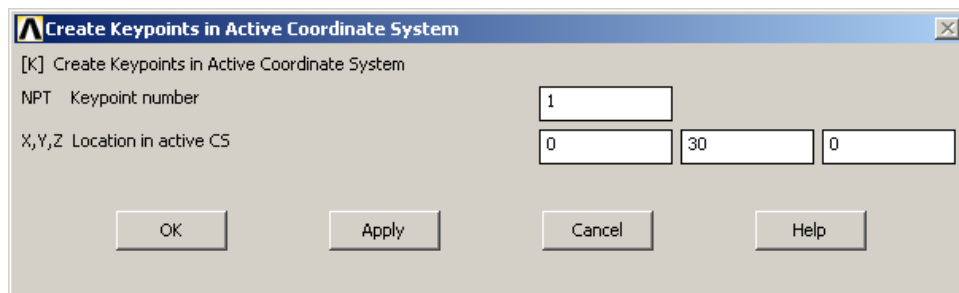 Create Keypoints in Active Coordinate System
[K] Create Keypoints in Active Coordinate System
NPT Keypoint number 1
X,Y,Z Location in active CS 0 30 0
OK Apply Cancel Help